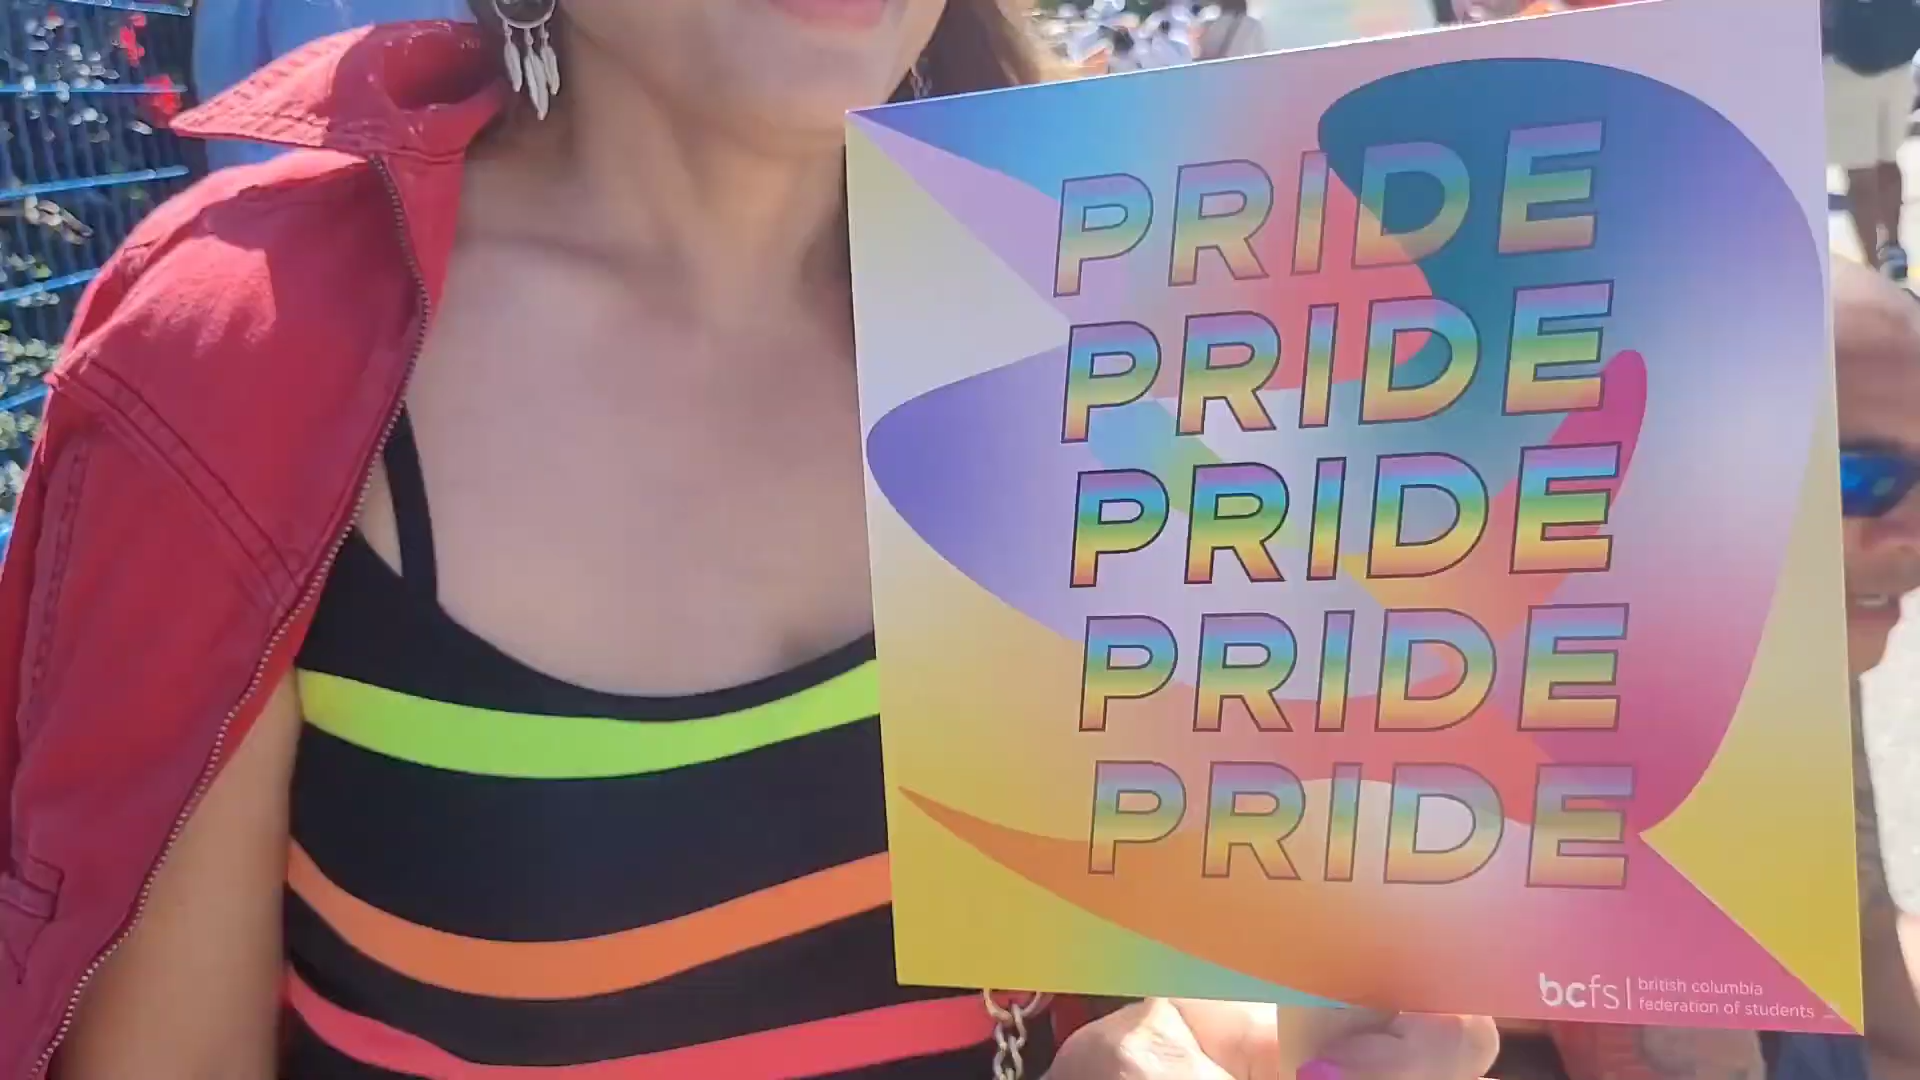 PRIDE
PRIDE
PRIDE
PRIDE
PRIDE
bcfs | british columbia
federation of students